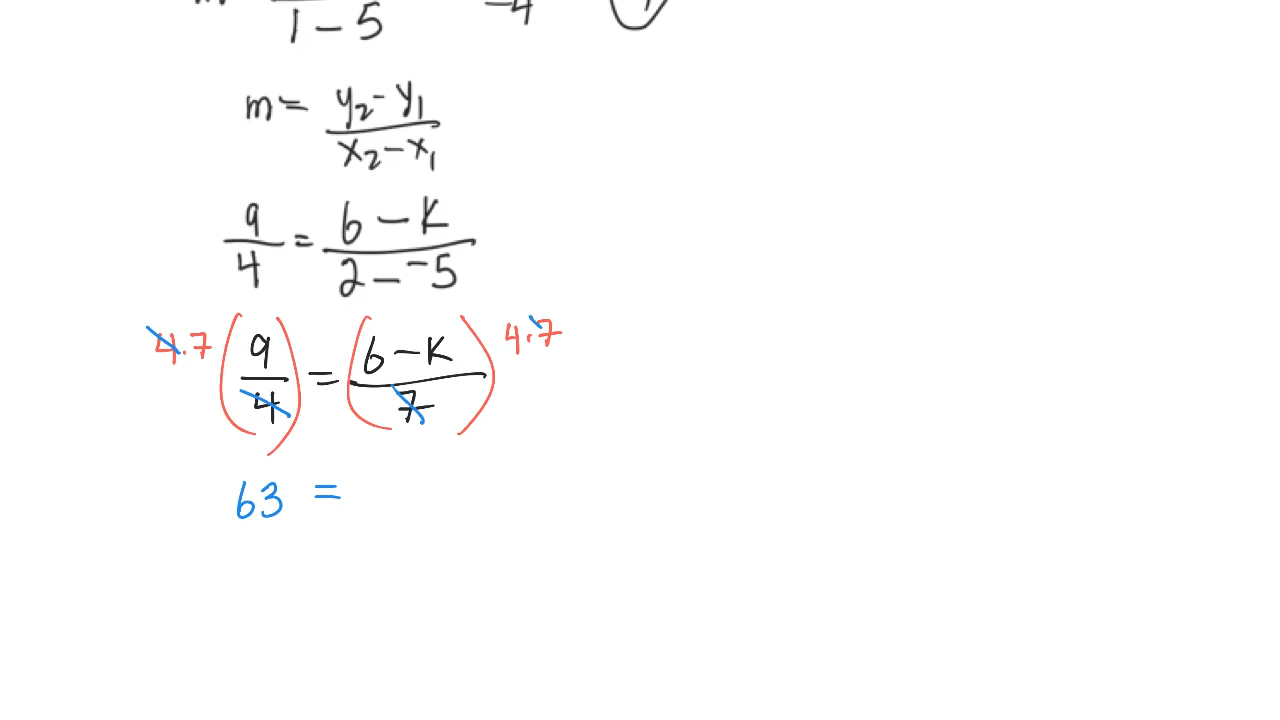 1 - 5 -4
m = y₂ - y₁ / x₂ - x₁
9/4 = 6 - K / 2 - ⁻5
4·7 (9/4) = (6 - K / 7) 4·7
63 =